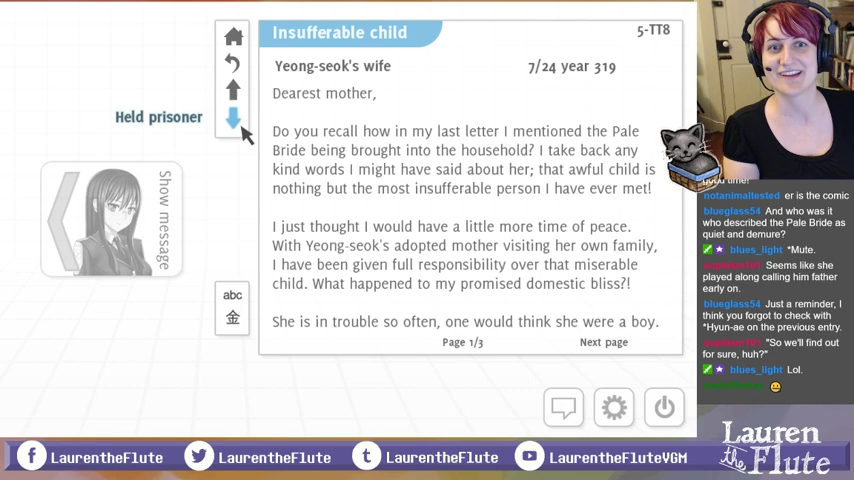 Insufferable child
5-TT8
Yeong-seok's wife
7/24 year 319
Dearest mother,
Held prisoner
Do you recall how in my last letter I mentioned the Pale
Bride being brought into the household? I take back any
kind words I might have said about her; that awful child is
nothing but the most insufferable person I have ever met!
I just thought I would have a little more time of peace.
With Yeong-seok's adopted mother visiting her own family,
I have been given full responsibility over that miserable
child. What happened to my promised domestic bliss?!
She is in trouble so often, one would think she were a boy.
Page 1/3
Next page
Show message
abc
金
good time!
notanimaltested er is the comic
blueglass54 And who was it
who described the Pale Bride as
quiet and demure?
blues_light *Mute.
Seems like she
played along calling him father
early on.
blueglass54 Just a reminder, I
think you forgot to check with
*Hyun-ae on the previous entry.
"So we'll find out
for sure, huh?"
blues_light Lol.
LaurentheFlute
LaurentheFlute
LaurentheFlute
LaurentheFluteVGM
Lauren
the Flute